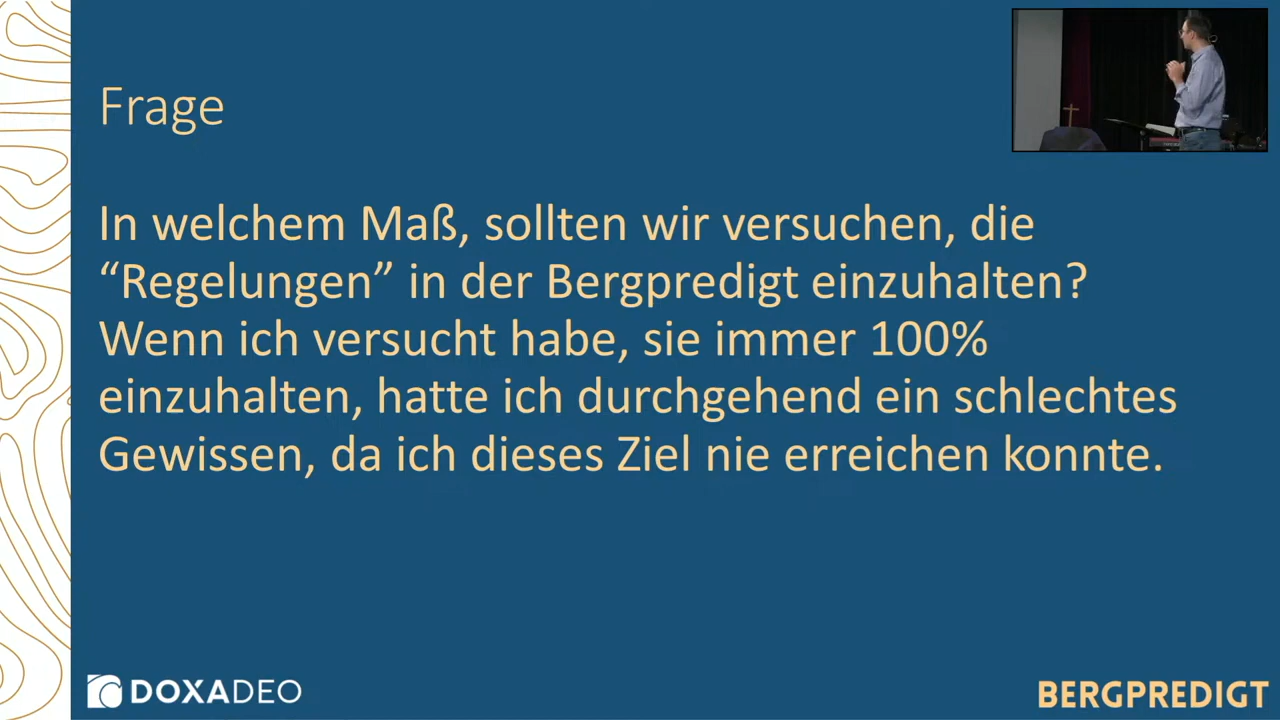 Frage
In welchem Maß, sollten wir versuchen, die
“Regelungen” in der Bergpredigt einzuhalten?
Wenn ich versucht habe, sie immer 100%
einzuhalten, hatte ich durchgehend ein schlechtes
Gewissen, da ich dieses Ziel nie erreichen konnte.
DOXADEO
BERGPREDIGT